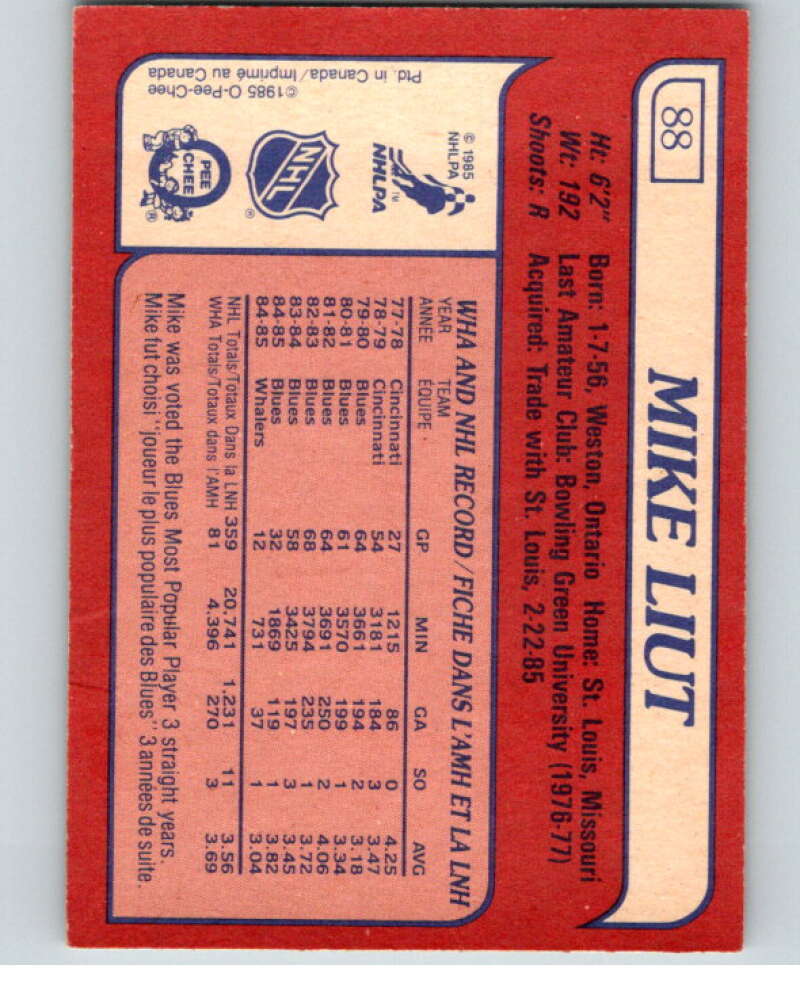 88
MIKE LIUT
Ht: 6'2" Born: 1-7-56, Weston, Ontario Home: St. Louis, Missouri
Wt: 192 Last Amateur Club: Bowling Green University (1976-77)
Shoots: R Acquired: Trade with St. Louis, 2-22-85
© 1985
NHLPA
NHLPA
TM
NHL
®
PEE
CHEE
®
©1985 O-Pee-Chee
Ptd. in Canada/Imprimé au Canada
WHA AND NHL RECORD/FICHE DANS L'AMH ET LA LNH
YEAR TEAM
ANNÉE ÉQUIPE GP MIN GA SO AVG
77-78 Cincinnati 27 1215 86 0 4.25
78-79 Cincinnati 54 3181 184 3 3.47
79-80 Blues 64 3661 194 2 3.18
80-81 Blues 61 3570 199 1 3.34
81-82 Blues 64 3691 250 2 4.06
82-83 Blues 68 3794 235 1 3.72
83-84 Blues 58 3425 197 3 3.45
84-85 Blues 32 1869 119 1 3.82
84-85 Whalers 12 731 37 1 3.04
NHL Totals/Totaux Dans la LNH 359 20.741 1.231 11 3.56
WHA Totals/Totaux dans l'AMH 81 4.396 270 3 3.69
Mike was voted the Blues Most Popular Player 3 straight years.
Mike fut choisi "joueur le plus populaire des Blues" 3 années de suite.